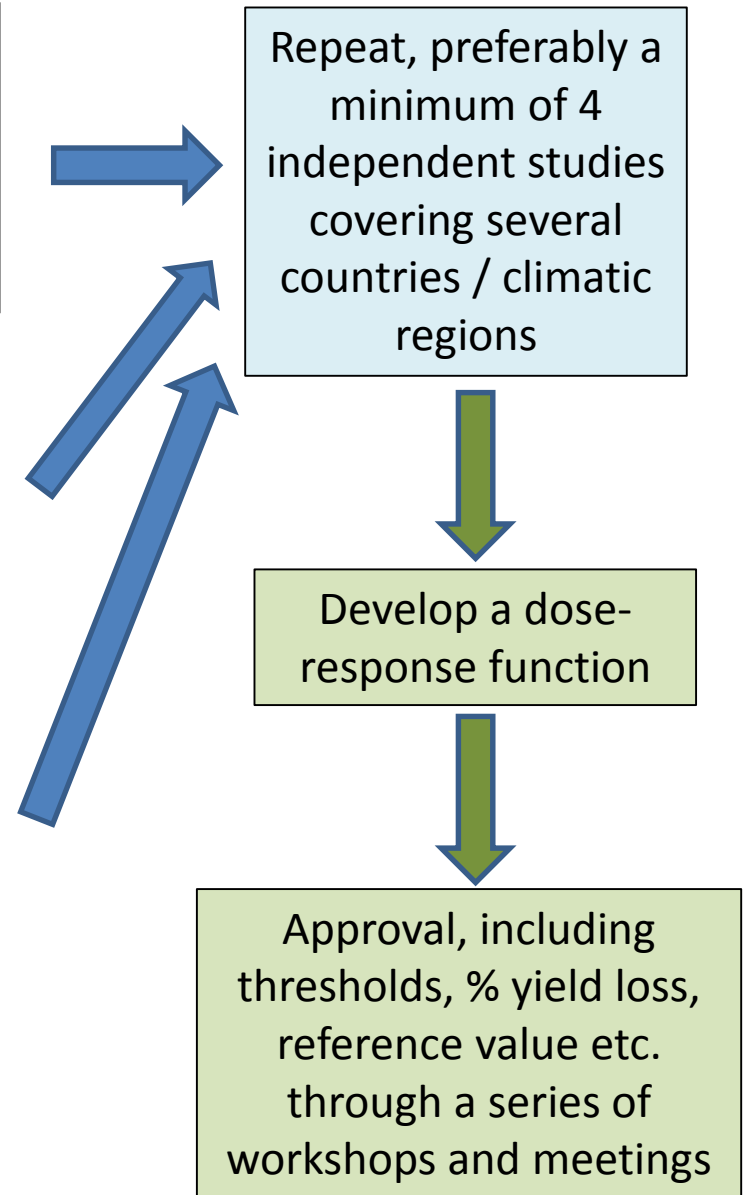 Repeat, preferably a
minimum of 4
independent studies
covering several
countries / climatic
regions
Develop a dose-
response function
Approval, including
thresholds, % yield loss,
reference value etc.
through a series of
workshops and meetings